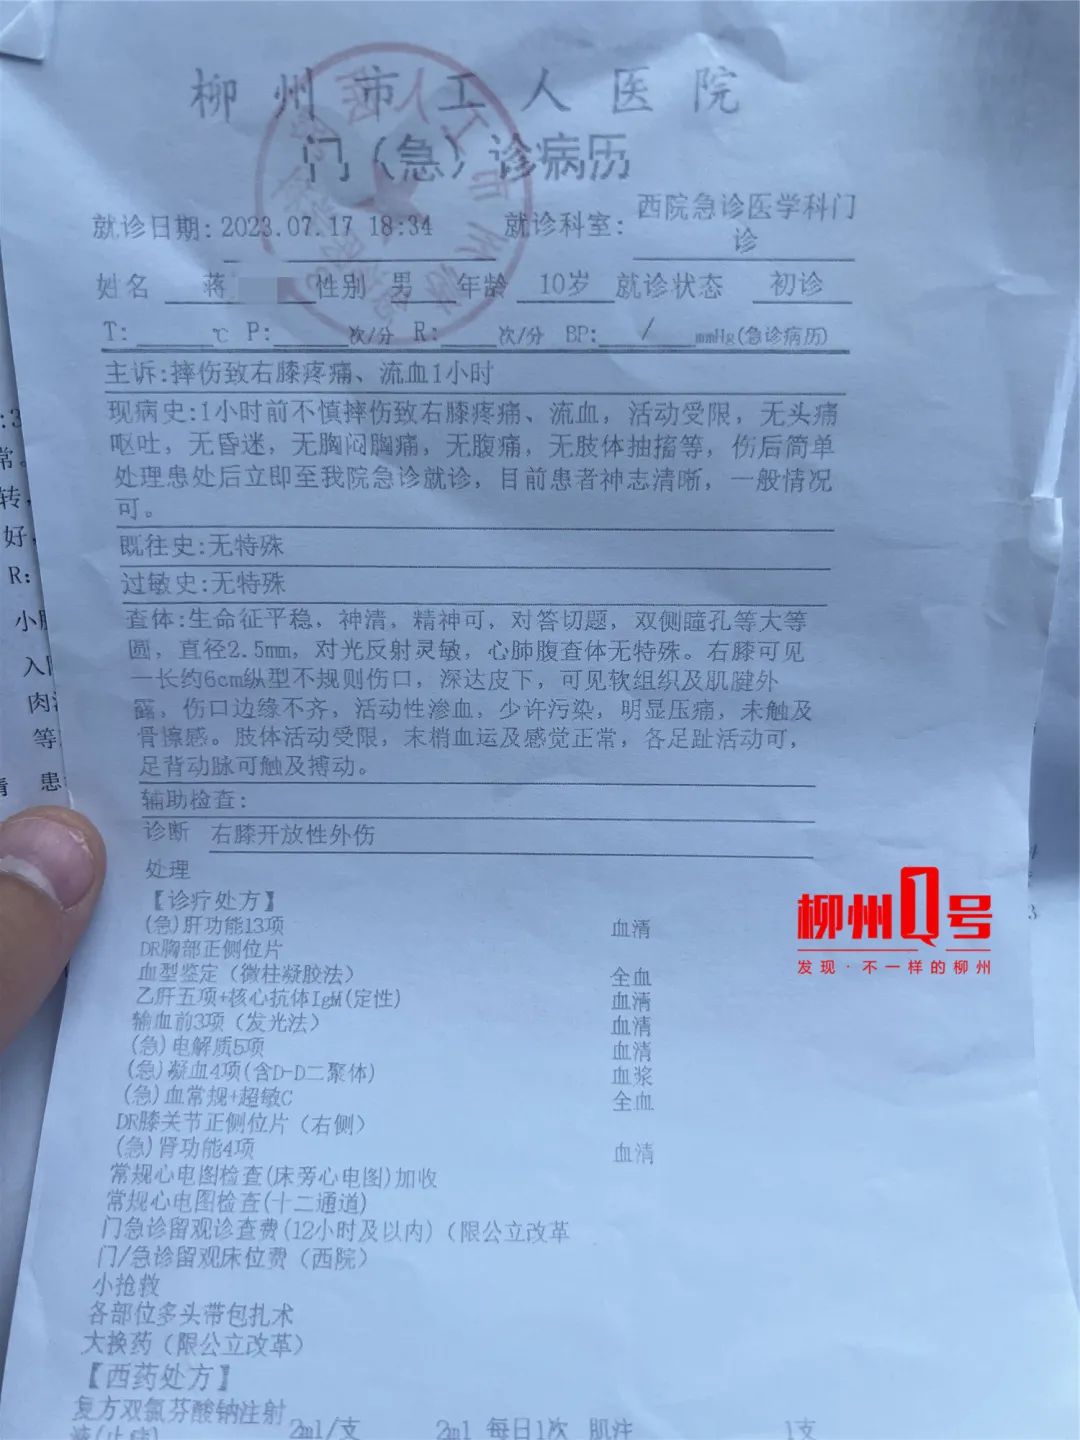 柳州市工人医院
门（急）诊病历
就诊日期: 2023.07.17 18:34 就诊科室: 西院急诊医学科门
诊
姓名 蒋 性别 男 年龄 10岁 就诊状态 初诊
T: ℃ P: 次/分 R: 次/分 BP: / mmHg(急诊病历)
主诉:摔伤致右膝疼痛、流血1小时
现病史:1小时前不慎摔伤致右膝疼痛、流血，活动受限，无头痛
呕吐，无昏迷，无胸闷胸痛，无腹痛，无肢体抽搐等，伤后简单
处理患处后立即至我院急诊就诊，目前患者神志清晰，一般情况
可。
既往史:无特殊
过敏史:无特殊
查体:生命征平稳，神清，精神可，对答切题，双侧瞳孔等大等
圆，直径2.5mm，对光反射灵敏，心肺腹查体无特殊。右膝可见
一长约6cm纵型不规则伤口，深达皮下，可见软组织及肌腱外
露，伤口边缘不齐，活动性渗血，少许污染，明显压痛，未触及
骨擦感。肢体活动受限，末梢血运及感觉正常，各足趾活动可，
足背动脉可触及搏动。
辅助检查:
诊断 右膝开放性外伤
处理
【诊疗处方】
(急)肝功能13项 血清
DR胸部正侧位片
血型鉴定（微柱凝胶法） 全血
乙肝五项+核心抗体IgM(定性) 血清
输血前3项（发光法） 血清
(急)电解质5项 血清
(急)凝血4项(含D-D二聚体) 血浆
(急)血常规+超敏C 全血
DR膝关节正侧位片（右侧）
(急)肾功能4项 血清
常规心电图检查(床旁心电图)加收
常规心电图检查(十二通道)
门急诊留观诊查费(12小时及以内)（限公立改革
门/急诊留观床位费（西院）
小抢救
各部位多头带包扎术
大换药（限公立改革）
【西药处方】
复方双氯芬酸钠注射
液(止痛) 2ml/支 2ml 每日1次 肌注 1支
柳州1号
发现·不一样的柳州